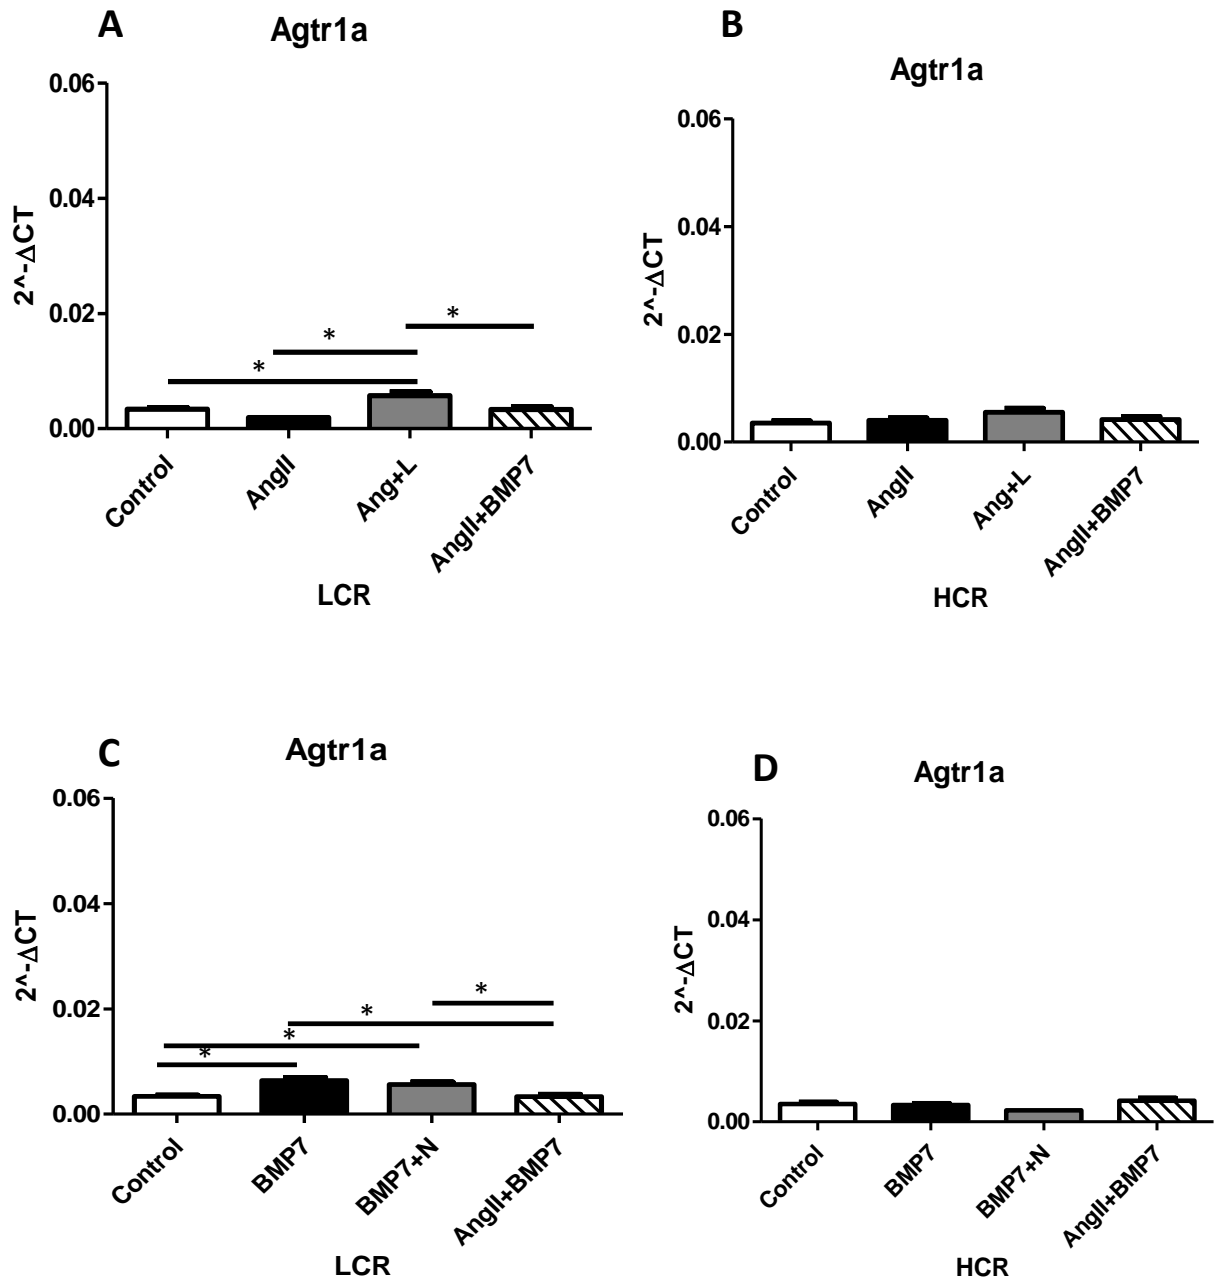 A
Agtr1a
0.06
0.04
0.02
0.00
2^-ΔCT
*
*
*
Control
AngII
Ang+L
AngII+BMP7
LCR
B
Agtr1a
0.06
0.04
0.02
0.00
2^-ΔCT
Control
AngII
Ang+L
AngII+BMP7
HCR
C
Agtr1a
0.06
0.04
0.02
0.00
2^-ΔCT
*
*
*
*
Control
BMP7
BMP7+N
AngII+BMP7
LCR
D
Agtr1a
0.06
0.04
0.02
0.00
2^-ΔCT
Control
BMP7
BMP7+N
AngII+BMP7
HCR